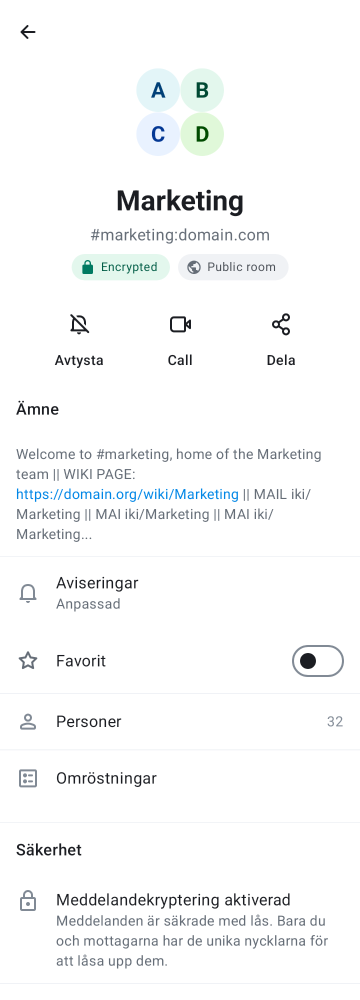 A B
C D
Marketing
#marketing:domain.com
Encrypted Public room
Avtysta Call Dela
Ämne
Welcome to #marketing, home of the Marketing
team || WIKI PAGE:
https://domain.org/wiki/Marketing || MAIL iki/
Marketing || MAI iki/Marketing || MAI iki/
Marketing...
Aviseringar
Anpassad
Favorit
Personer 32
Omröstningar
Säkerhet
Meddelandekryptering aktiverad
Meddelanden är säkrade med lås. Bara du
och mottagarna har de unika nycklarna för
att låsa upp dem.